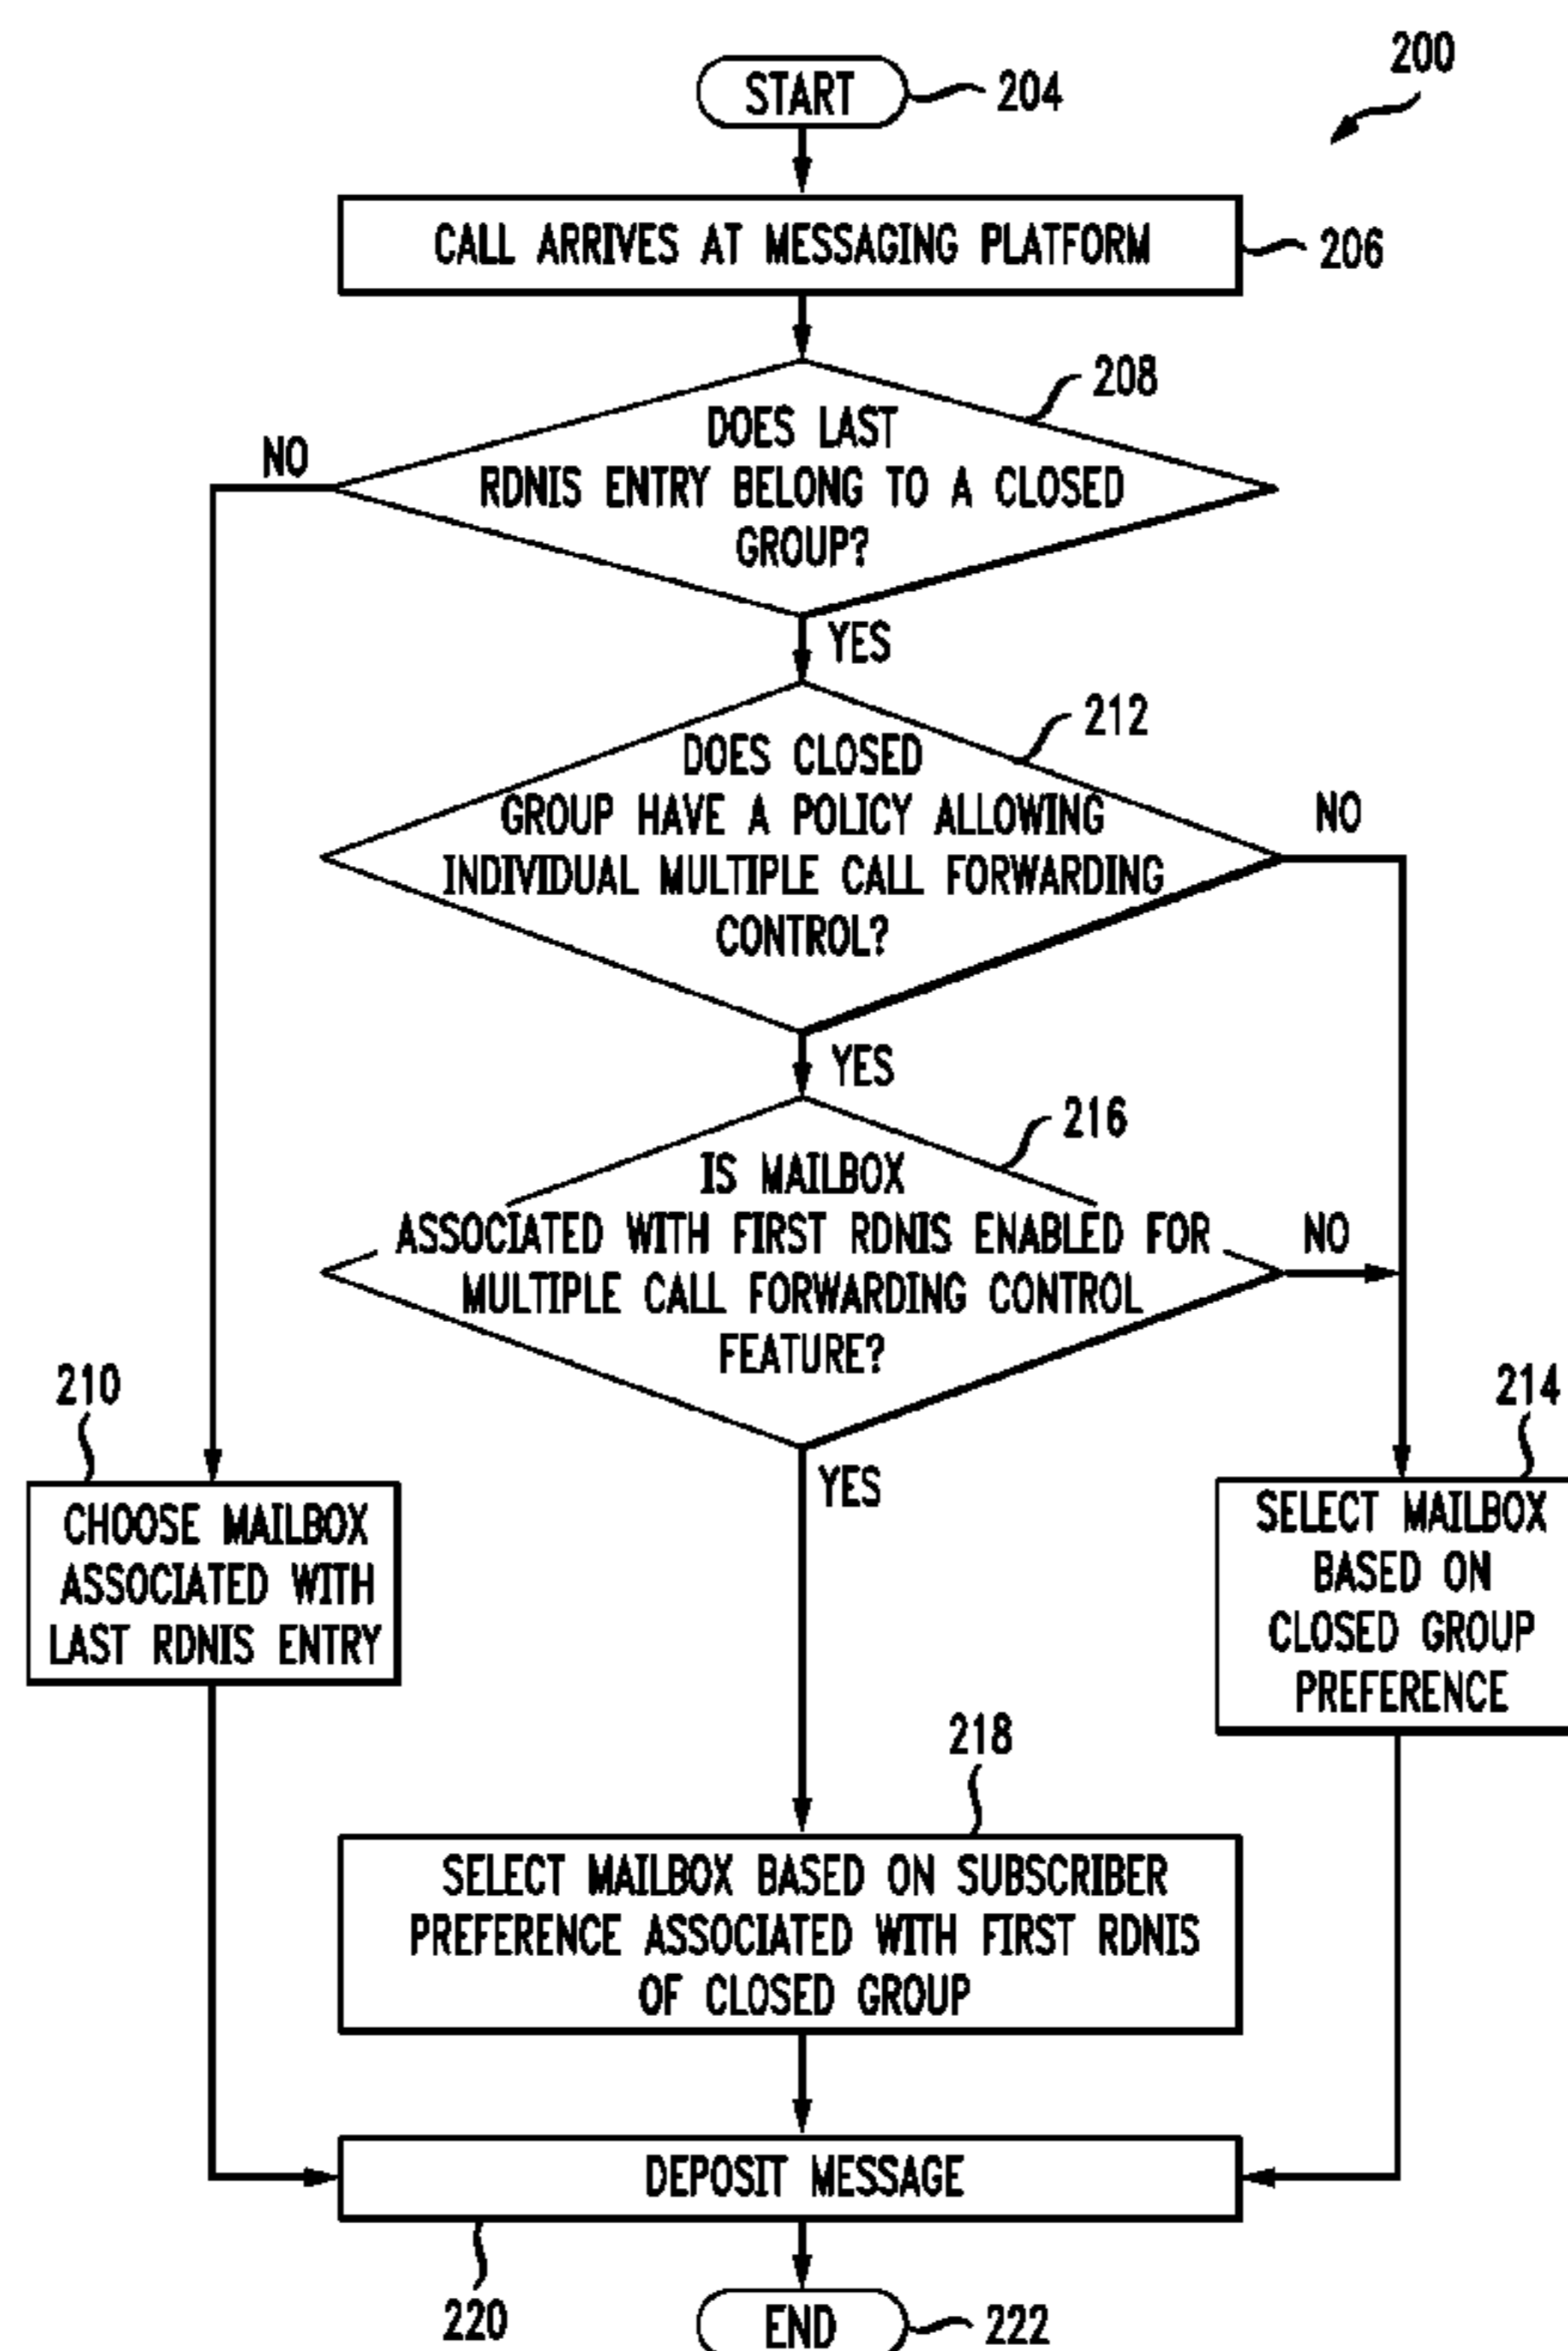 200
START
204
CALL ARRIVES AT MESSAGING PLATFORM
206
208
DOES LAST
RDNIS ENTRY BELONG TO A CLOSED
GROUP?
NO
YES
212
DOES CLOSED
GROUP HAVE A POLICY ALLOWING
INDIVIDUAL MULTIPLE CALL FORWARDING
CONTROL?
NO
YES
216
IS MAILBOX
ASSOCIATED WITH FIRST RDNIS ENABLED FOR
MULTIPLE CALL FORWARDING CONTROL
FEATURE?
NO
YES
210
CHOOSE MAILBOX
ASSOCIATED WITH
LAST RDNIS ENTRY
214
SELECT MAILBOX
BASED ON
CLOSED GROUP
PREFERENCE
218
SELECT MAILBOX BASED ON SUBSCRIBER
PREFERENCE ASSOCIATED WITH FIRST RDNIS
OF CLOSED GROUP
DEPOSIT MESSAGE
220
END
222